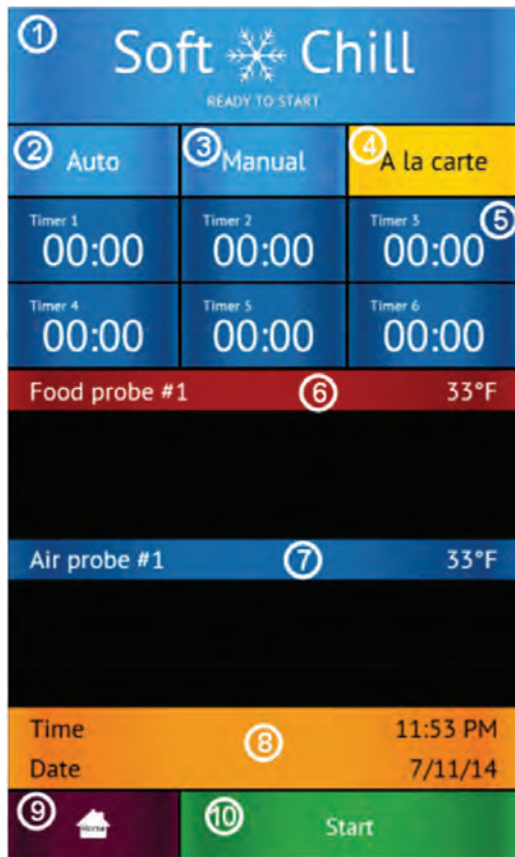 ① Soft Chill
READY TO START
② Auto ③ Manual ④ A la carte
Timer 1 Timer 2 Timer 3 ⑤
00:00 00:00 00:00
Timer 4 Timer 5 Timer 6
00:00 00:00 00:00
Food probe #1 ⑥ 33°F
Air probe #1 ⑦ 33°F
Time ⑧ 11:53 PM
Date 7/11/14
⑨ Home ⑩ Start